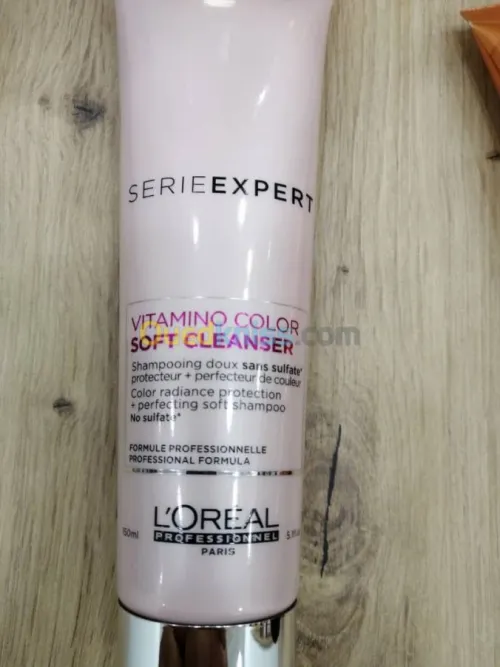 SERIEEXPERT
VITAMINO COLOR
SOFT CLEANSER
Shampooing doux sans sulfate*
protecteur + perfecteur de couleur
Color radiance protection
+ perfecting soft shampoo
No sulfate*
FORMULE PROFESSIONNELLE
PROFESSIONAL FORMULA
L'ORÉAL
PROFESSIONNEL
PARIS
150ml